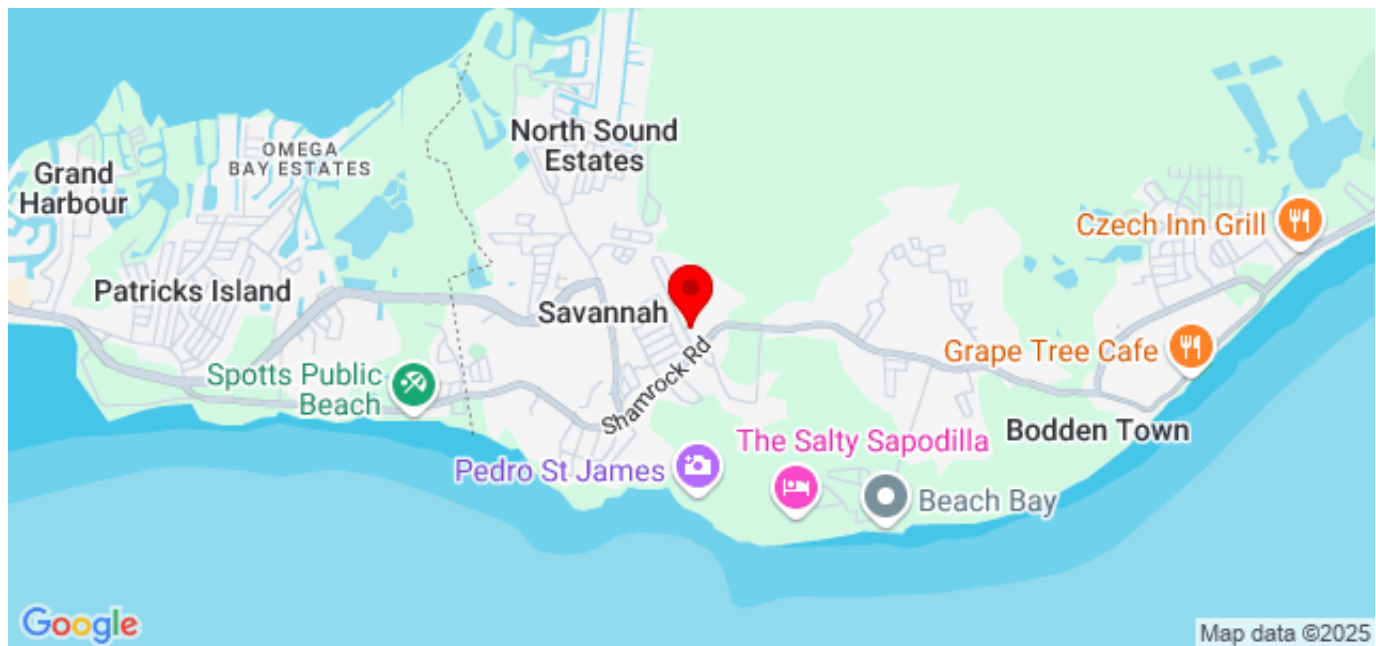 North Sound
Estates
OMEGA
BAY ESTATES
Grand
Harbour
Czech Inn Grill
Patricks Island
Savannah
Shamrock Rd
Grape Tree Cafe
Spotts Public
Beach
Bodden Town
The Salty Sapodilla
Pedro St James
Beach Bay
Google
Map data ©2025